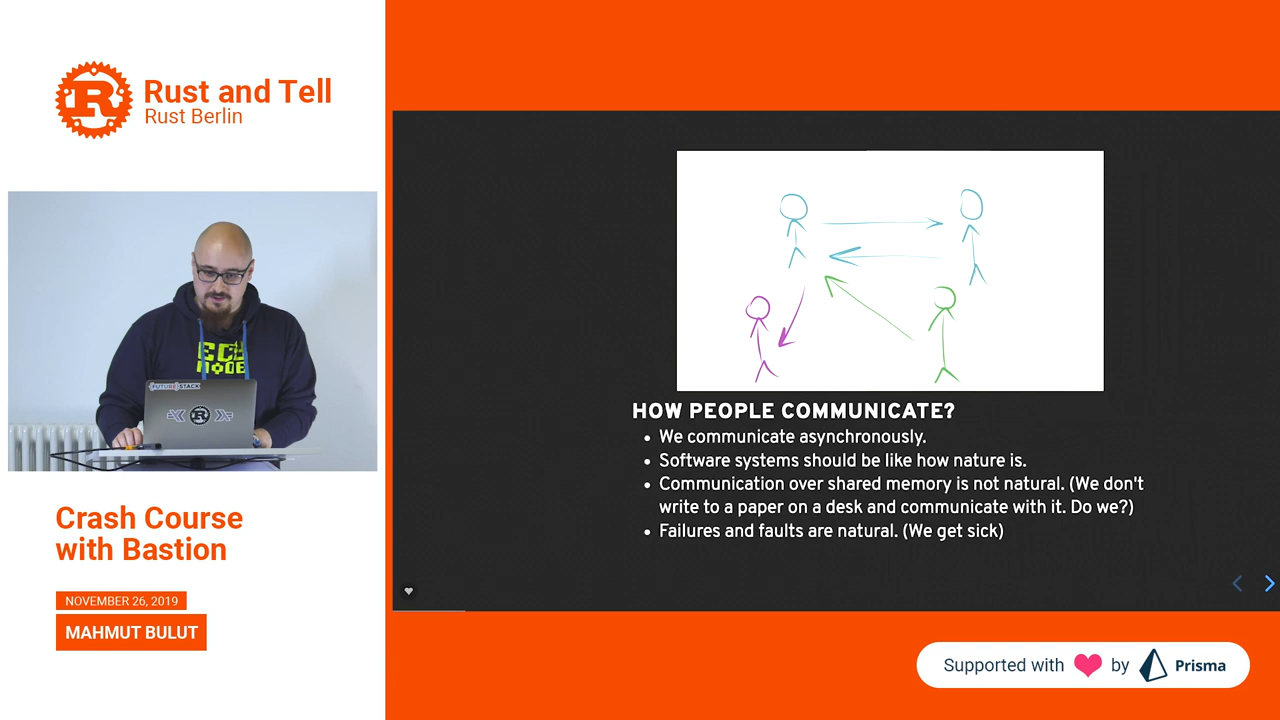 Rust and Tell
Rust Berlin
FUTURE STACK
Crash Course
with Bastion
NOVEMBER 26, 2019
MAHMUT BULUT
HOW PEOPLE COMMUNICATE?
• We communicate asynchronously.
• Software systems should be like how nature is.
• Communication over shared memory is not natural. (We don't
write to a paper on a desk and communicate with it. Do we?)
• Failures and faults are natural. (We get sick)
Supported with ❤ by Prisma